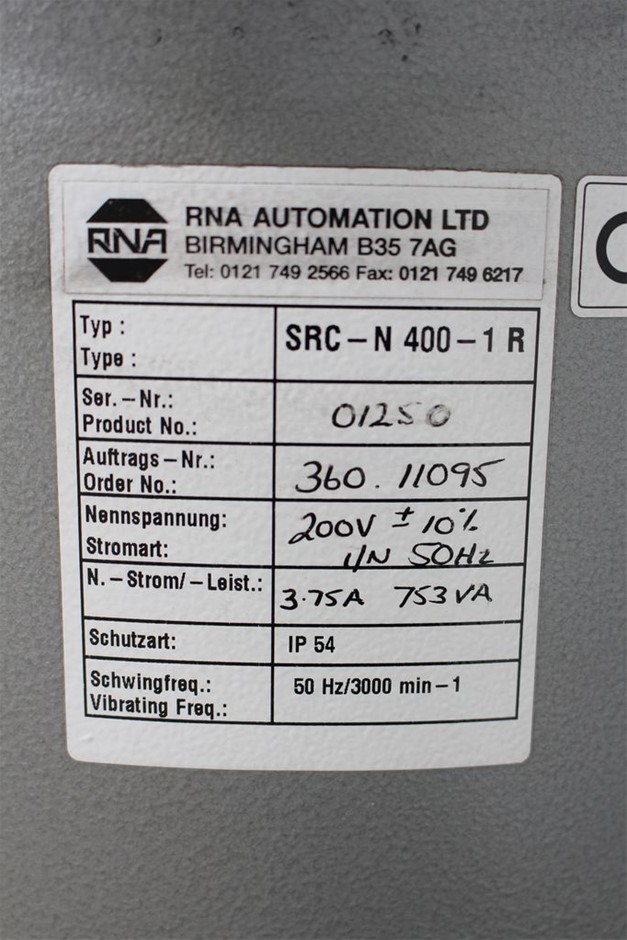 RNA
RNA AUTOMATION LTD
BIRMINGHAM B35 7AG
Tel: 0121 749 2566 Fax: 0121 749 6217
Typ :
Type :
SRC – N 400 – 1 R
Ser. – Nr.:
Product No.:
01250
Auftrags – Nr.:
Order No.:
360. 11095
Nennspannung:
Stromart:
200V ± 10%
1/N 50Hz
N. – Strom/ – Leist.:
3.75A 753VA
Schutzart:
IP 54
Schwingfreq.:
Vibrating Freq.:
50 Hz/3000 min – 1